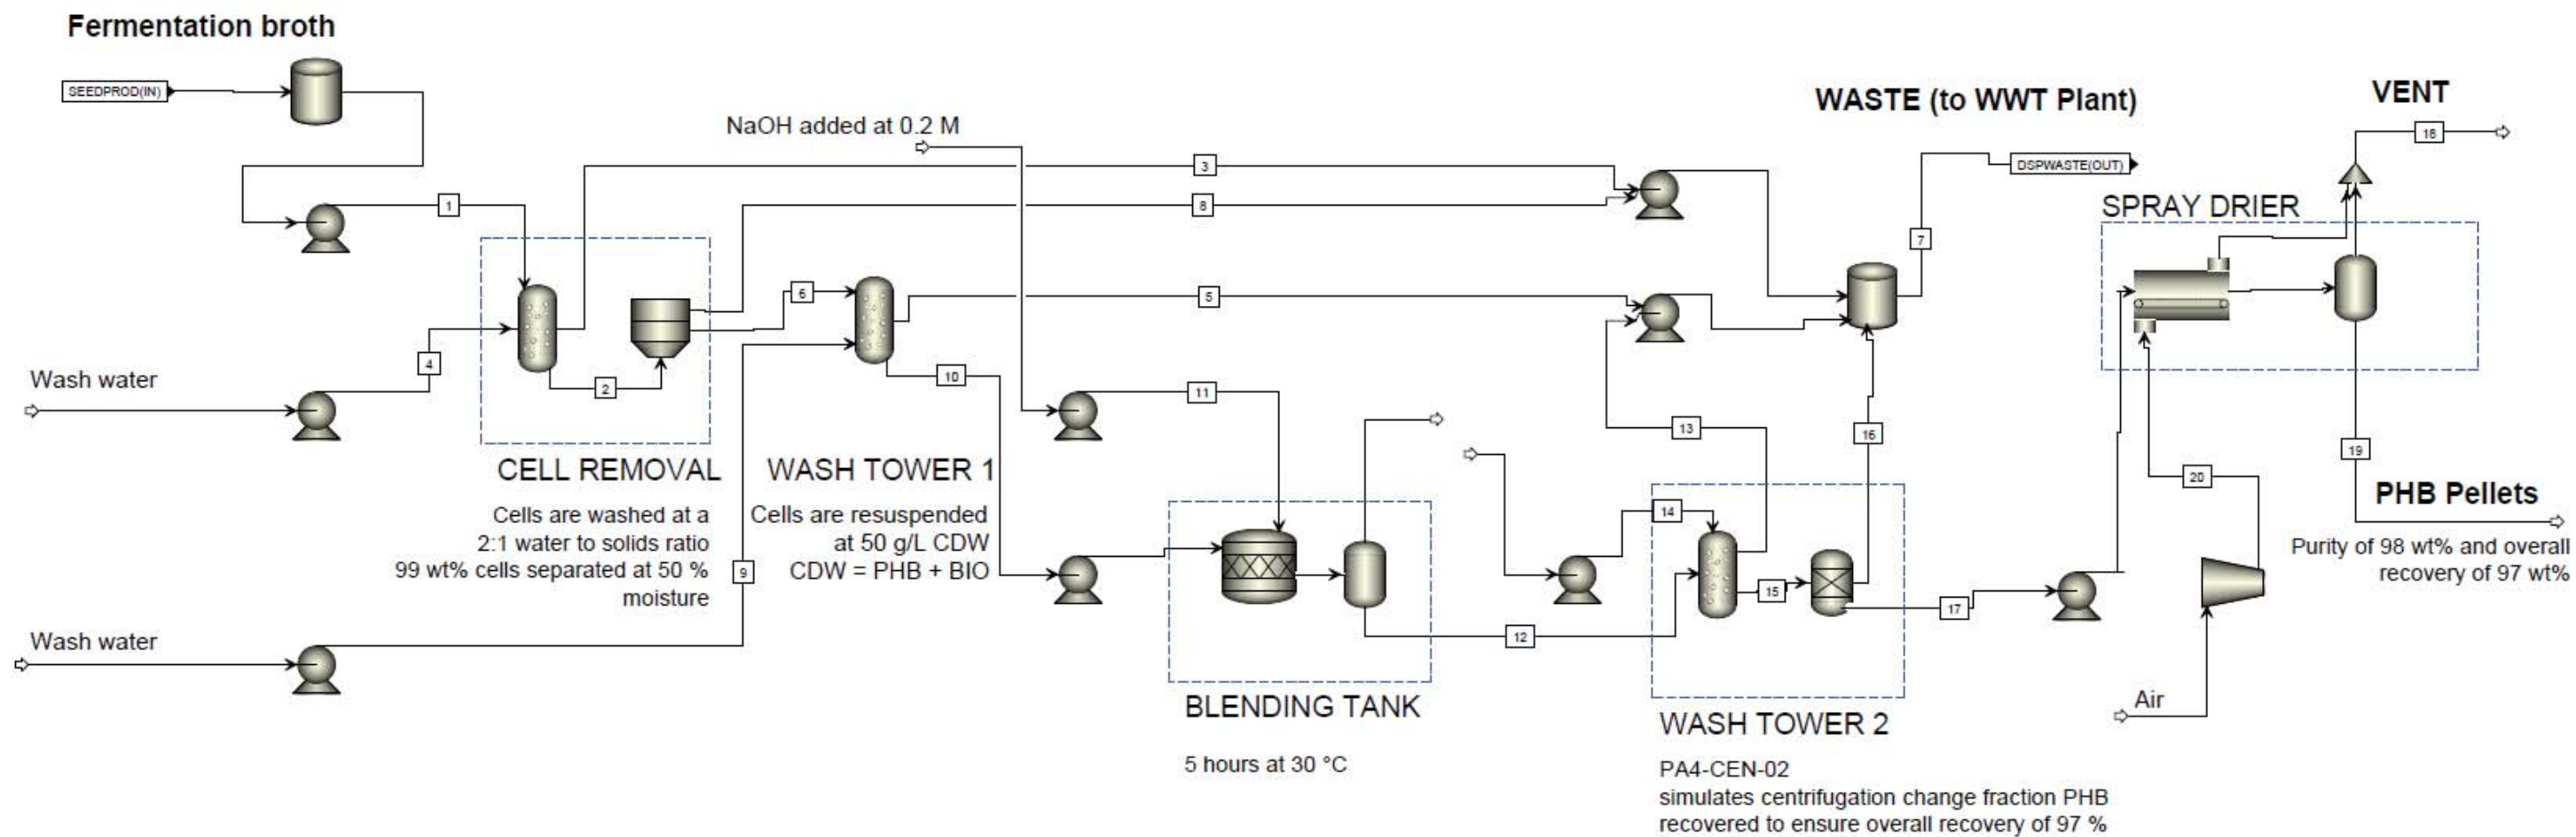 Fermentation broth
SEEDPROD(IN)
NaOH added at 0.2 M
WASTE (to WWT Plant)
VENT
18
DSPWASTE(OUT)
3
1
8
SPRAY DRIER
7
6
5
4
Wash water
2
10
11
13
16
19
20
PHB Pellets
Purity of 98 wt% and overall
recovery of 97 wt%
CELL REMOVAL
Cells are washed at a
2:1 water to solids ratio
99 wt% cells separated at 50 %
moisture
WASH TOWER 1
Cells are resuspended
at 50 g/L CDW
CDW = PHB + BIO
9
14
15
17
12
Wash water
BLENDING TANK
5 hours at 30 °C
WASH TOWER 2
PA4-CEN-02
simulates centrifugation change fraction PHB
recovered to ensure overall recovery of 97 %
Air